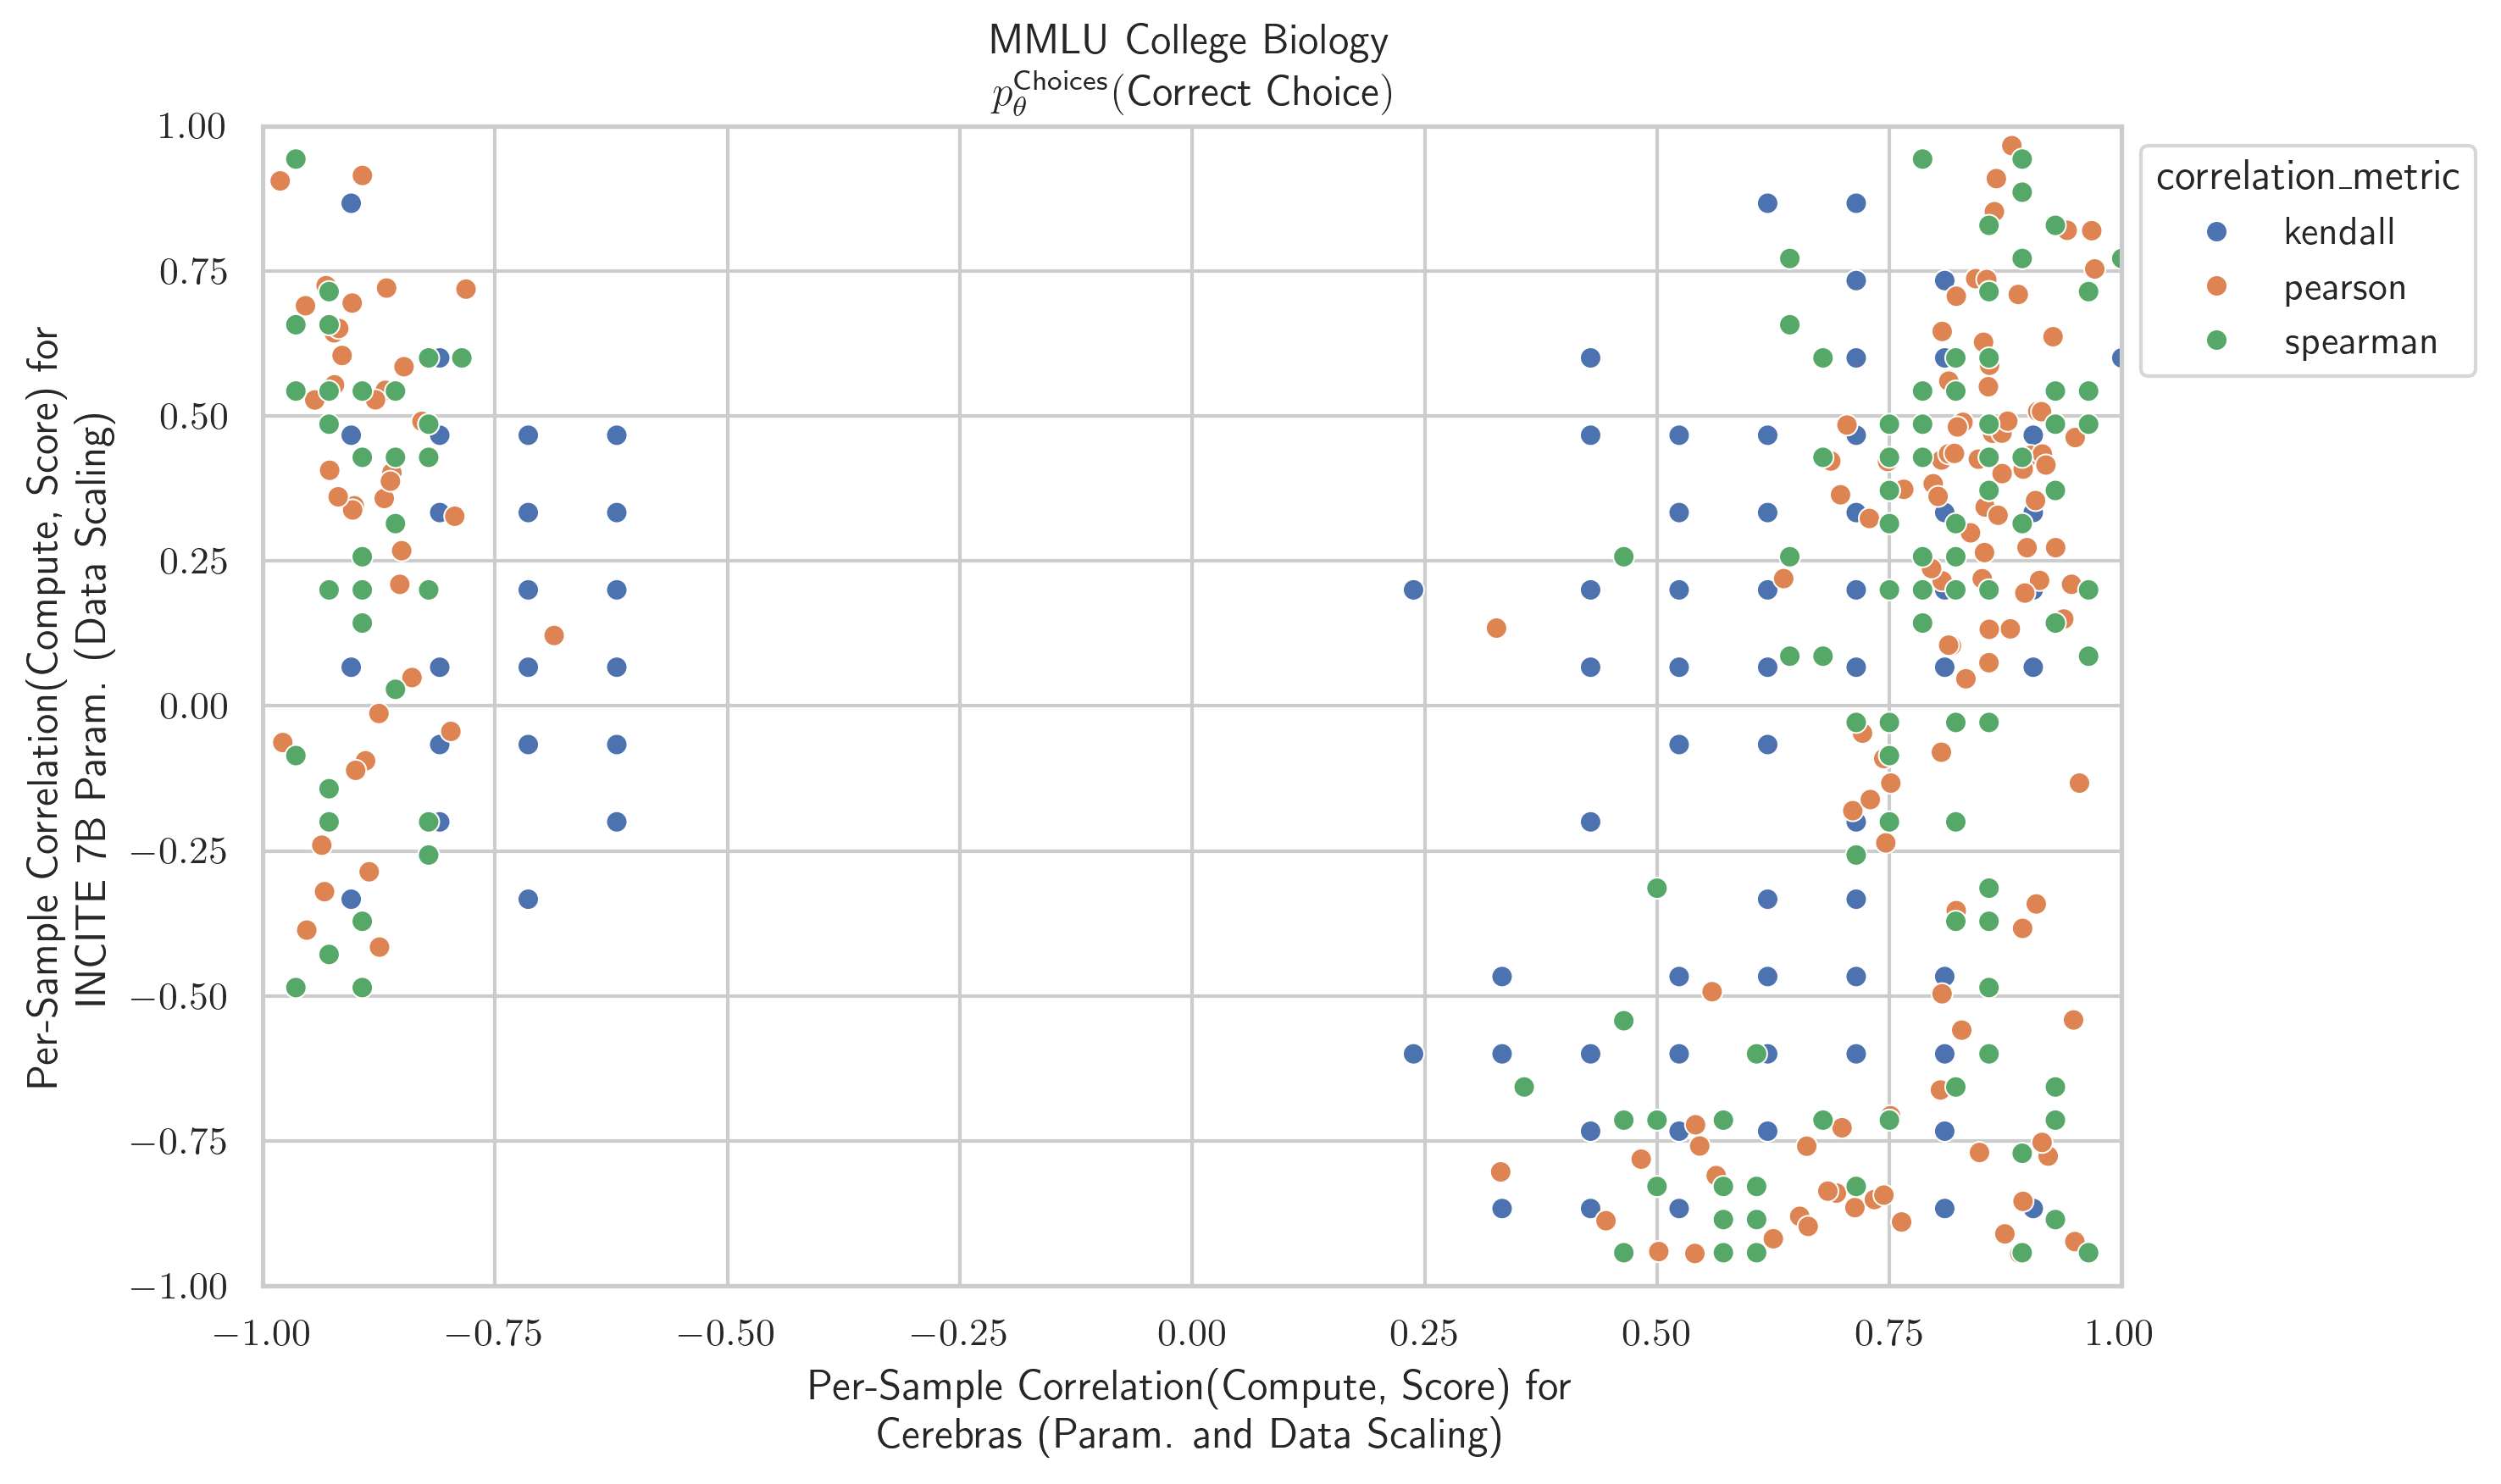 MMLU College Biology
p_θ^Choices(Correct Choice)
Per-Sample Correlation(Compute, Score) for
INCITE 7B Param. (Data Scaling)
1.00
0.75
0.50
0.25
0.00
−0.25
−0.50
−0.75
−1.00
−1.00 −0.75 −0.50 −0.25 0.00 0.25 0.50 0.75 1.00
Per-Sample Correlation(Compute, Score) for
Cerebras (Param. and Data Scaling)
correlation_metric
kendall
pearson
spearman